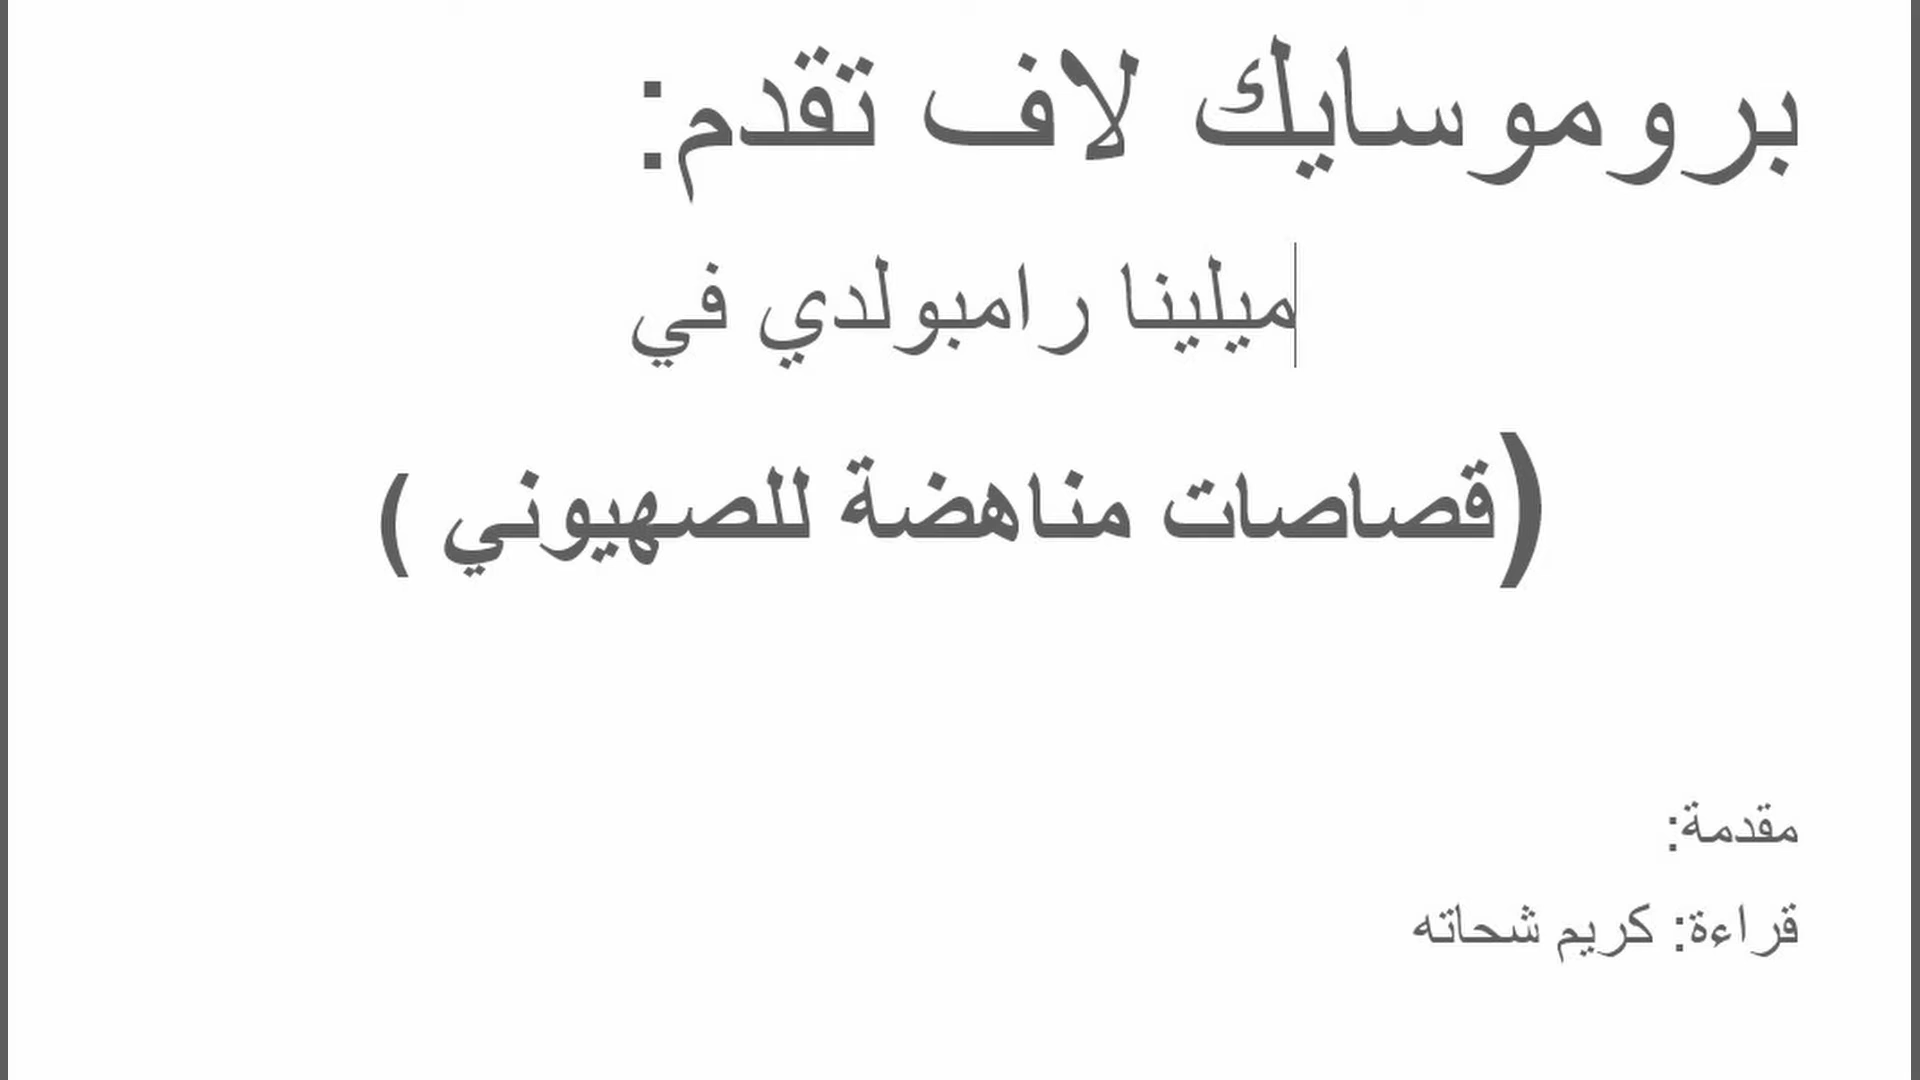 بروموسايك لاف تقدم:
ميلينا رامبولدي في
(قصاصات مناهضة للصهيوني )
مقدمة:
قراءة: كريم شحاته